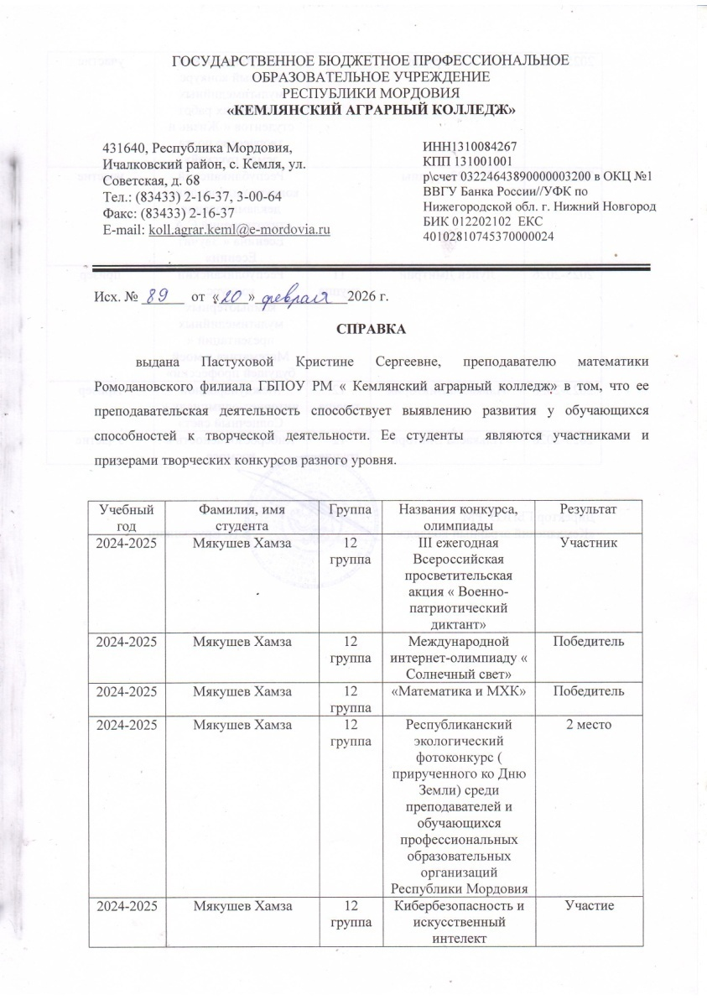 ГОСУДАРСТВЕННОЕ БЮДЖЕТНОЕ ПРОФЕССИОНАЛЬНОЕ
ОБРАЗОВАТЕЛЬНОЕ УЧРЕЖДЕНИЕ
РЕСПУБЛИКИ МОРДОВИЯ
«КЕМЛЯНСКИЙ АГРАРНЫЙ КОЛЛЕДЖ»
431640, Республика Мордовия,
Ичалковский район, с. Кемля, ул.
Советская, д. 68
Тел.: (83433) 2-16-37, 3-00-64
Факс: (83433) 2-16-37
E-mail: koll.agrar.keml@e-mordovia.ru
ИНН1310084267
КПП 131001001
р\счет 03224643890000003200 в ОКЦ №1
ВВГУ Банка России//УФК по
Нижегородской обл. г. Нижний Новгород
БИК 012202102 ЕКС
40102810745370000024
Исх. № 89 от «20» февраля 2026 г.
СПРАВКА
выдана Пастуховой Кристине Сергеевне, преподавателю математики
Ромодановского филиала ГБПОУ РМ « Кемлянский аграрный колледж» в том, что ее
преподавательская деятельность способствует выявлению развития у обучающихся
способностей к творческой деятельности. Ее студенты являются участниками и
призерами творческих конкурсов разного уровня.
Учебный год Фамилия, имя студента Группа Названия конкурса, олимпиады Результат
2024-2025 Мякушев Хамза 12 III ежегодная Участник
группа Всероссийская
просветительская
акция « Военно-
патриотический
диктант»
2024-2025 Мякушев Хамза 12 Международной Победитель
группа интернет-олимпиаду «
Солнечный свет»
2024-2025 Мякушев Хамза 12 «Математика и МХК» Победитель
группа
2024-2025 Мякушев Хамза 12 Республиканский 2 место
группа экологический
фотоконкурс (
прирученного ко Дню
Земли) среди
преподавателей и
обучающихся
профессиональных
образовательных
организаций
Республики Мордовия
2024-2025 Мякушев Хамза 12 Кибербезопасность и Участие
группа искусственный
интелект